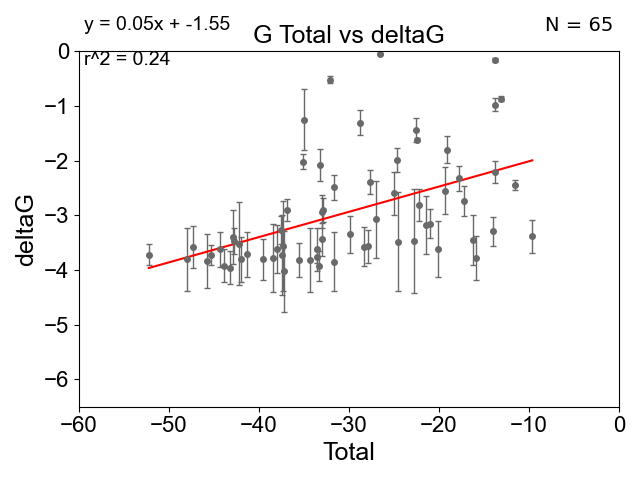 y = 0.05x + -1.55
N = 65
G Total vs deltaG
r^2 = 0.24
0
−1
−2
−3
−4
−5
−6
deltaG
−60
−50
−40
−30
−20
−10
0
Total